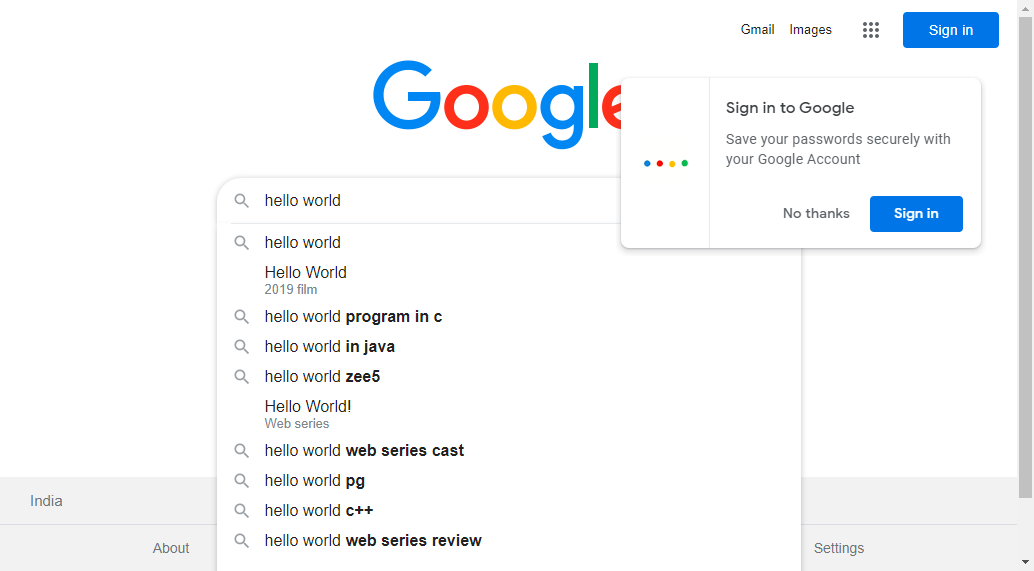 Gmail Images Sign in
Google
Sign in to Google
Save your passwords securely with
your Google Account
No thanks Sign in
hello world
hello world
Hello World
2019 film
hello world program in c
hello world in java
hello world zee5
Hello World!
Web series
hello world web series cast
hello world pg
hello world c++
hello world web series review
India
About Settings